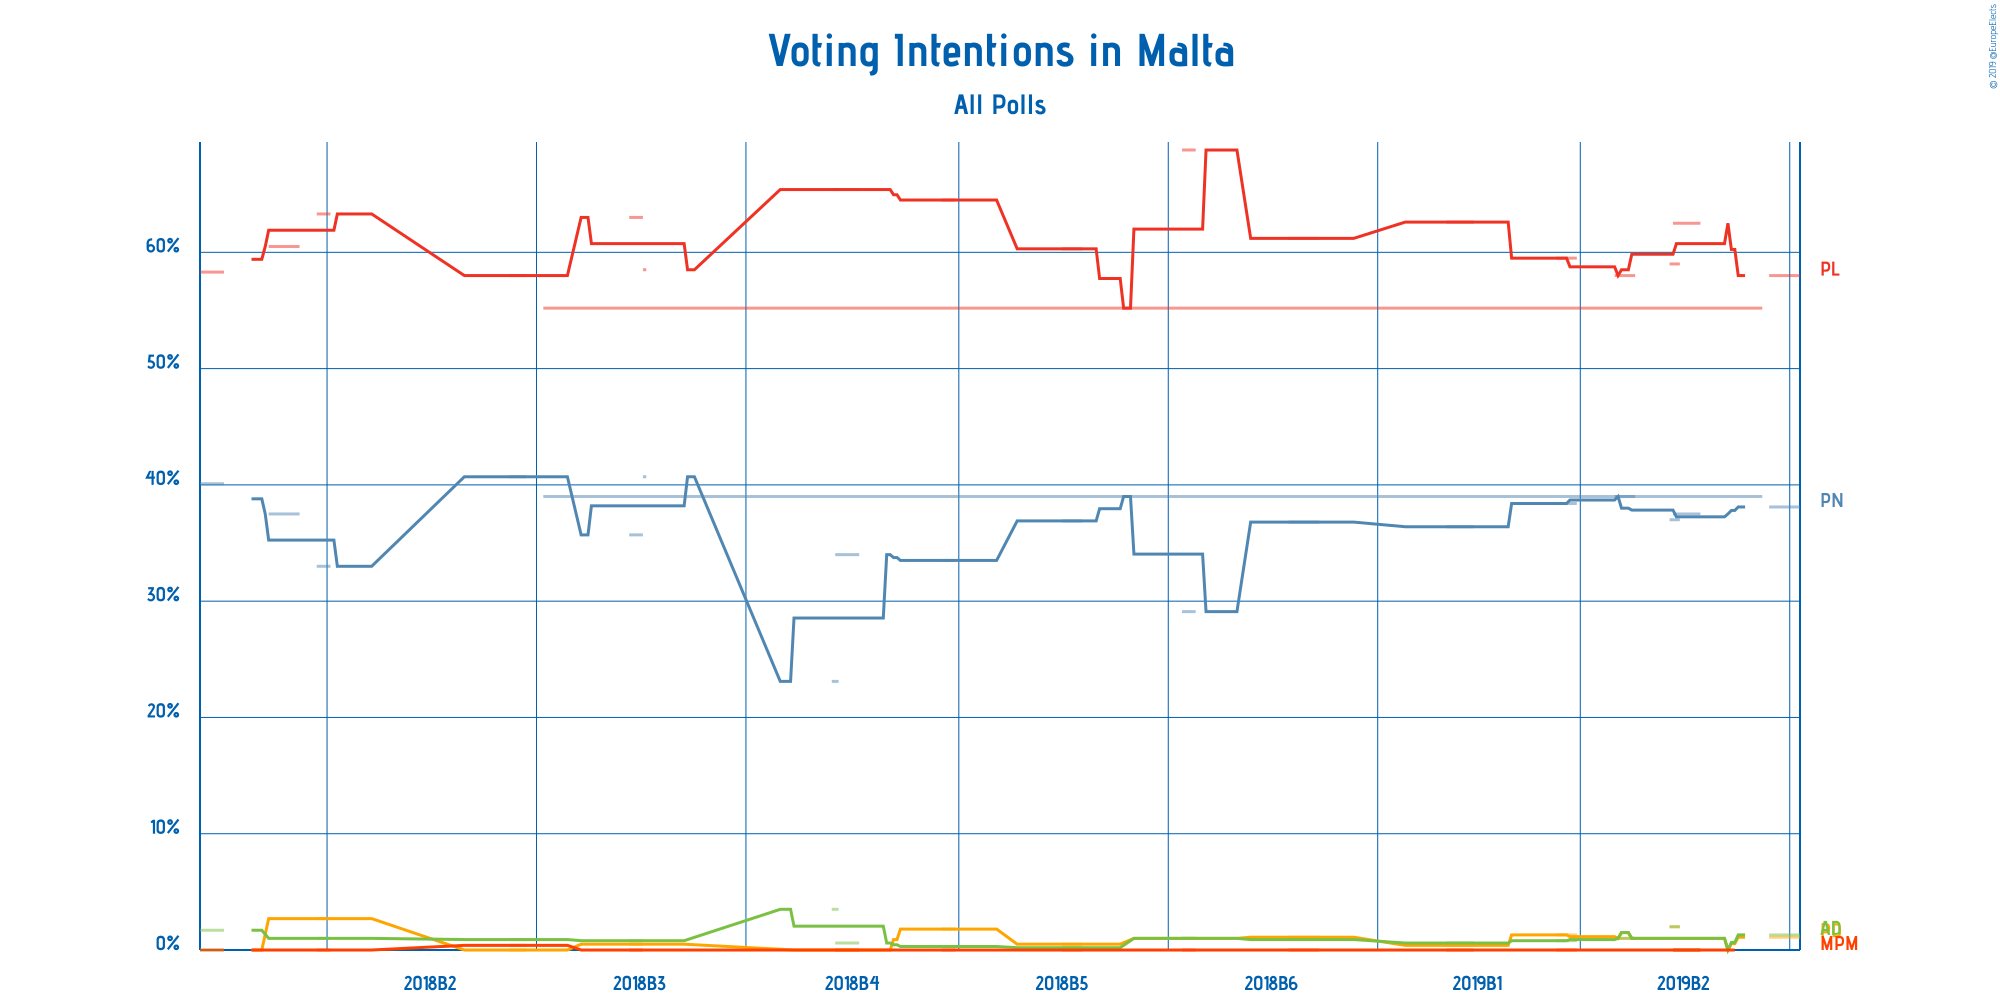 © 2019 @EuropeElects
Voting Intentions in Malta
All Polls
60%
50%
40%
30%
20%
10%
0%
PL
PN
AD
MPM
2018B2 2018B3 2018B4 2018B5 2018B6 2019B1 2019B2